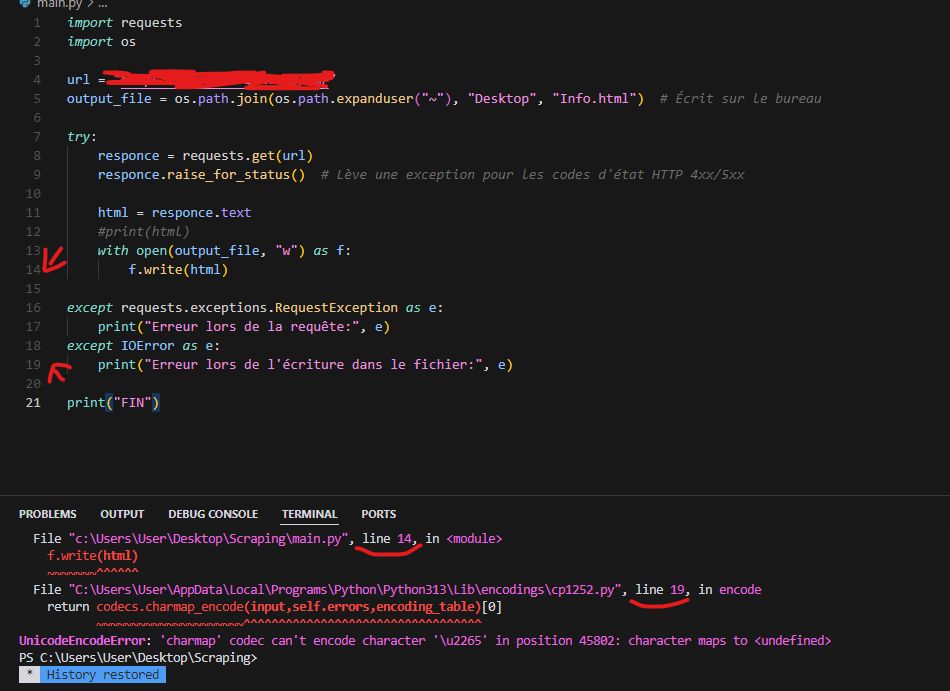 main.py > ...
1 import requests
2 import os
3
4 url =
5 output_file = os.path.join(os.path.expanduser("~"), "Desktop", "Info.html")  # Écrit sur le bureau
6
7 try:
8 responce = requests.get(url)
9 responce.raise_for_status()  # Lève une exception pour les codes d'état HTTP 4xx/5xx
10
11 html = responce.text
12 #print(html)
13 with open(output_file, "w") as f:
14 f.write(html)
15
16 except requests.exceptions.RequestException as e:
17 print("Erreur lors de la requête:", e)
18 except IOError as e:
19 print("Erreur lors de l'écriture dans le fichier:", e)
20
21 print("FIN")
PROBLEMS OUTPUT DEBUG CONSOLE TERMINAL PORTS
File "c:\Users\User\Desktop\Scraping\main.py", line 14, in <module>
f.write(html)
~~~~~~~^^^^^^
File "C:\Users\User\AppData\Local\Programs\Python\Python313\Lib\encodings\cp1252.py", line 19, in encode
return codecs.charmap_encode(input,self.errors,encoding_table)[0]
~~~~~~~~~~~~~~~~~~~~~^^^^^^^^^^^^^^^^^^^^^^^^^^^^^^^^^^
UnicodeEncodeError: 'charmap' codec can't encode character '\u2265' in position 45802: character maps to <undefined>
PS C:\Users\User\Desktop\Scraping>
* History restored